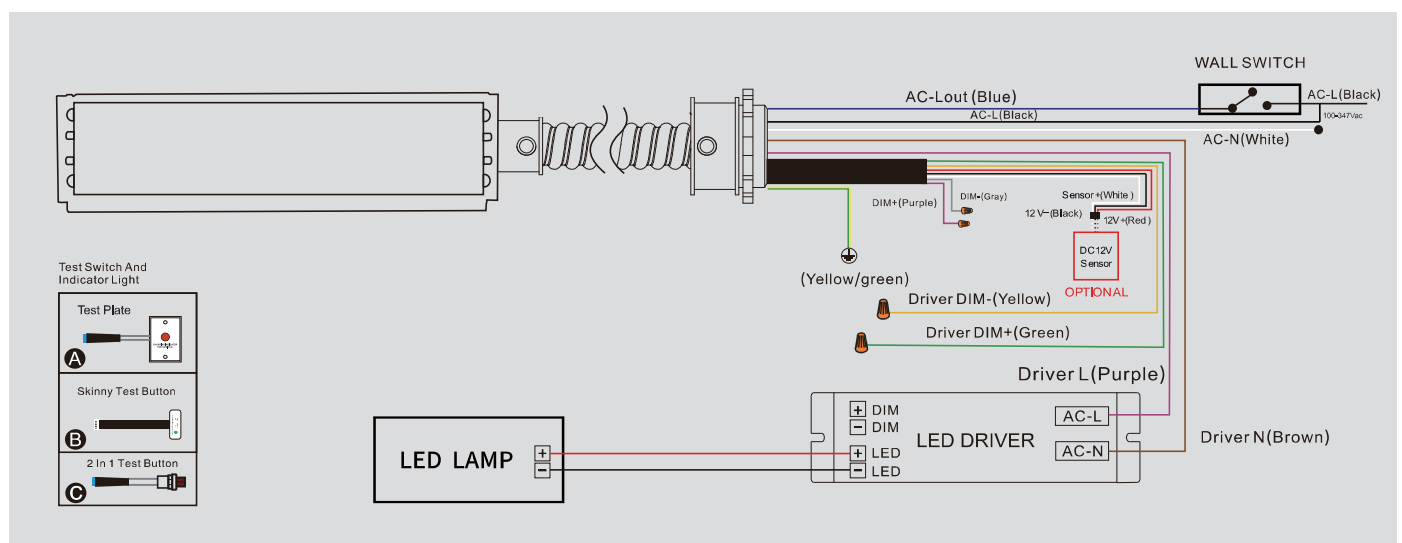 WALL SWITCH
AC-Lout (Blue)
AC-L(Black)
AC-L(Black)
100-347Vac
AC-N(White)
DIM+(Purple)
DIM-(Gray)
Sensor+(White )
12 V-(Black)
12V+(Red )
DC12V
Sensor
OPTIONAL
(Yellow/green)
Driver DIM-(Yellow)
Driver DIM+(Green)
Driver L(Purple)
Driver N(Brown)
Test Switch And
Indicator Light
Test Plate
A
Skinny Test Button
B
2 In 1 Test Button
C
LED LAMP
+
-
+ DIM
- DIM
+ LED
- LED
LED DRIVER
AC-L
AC-N